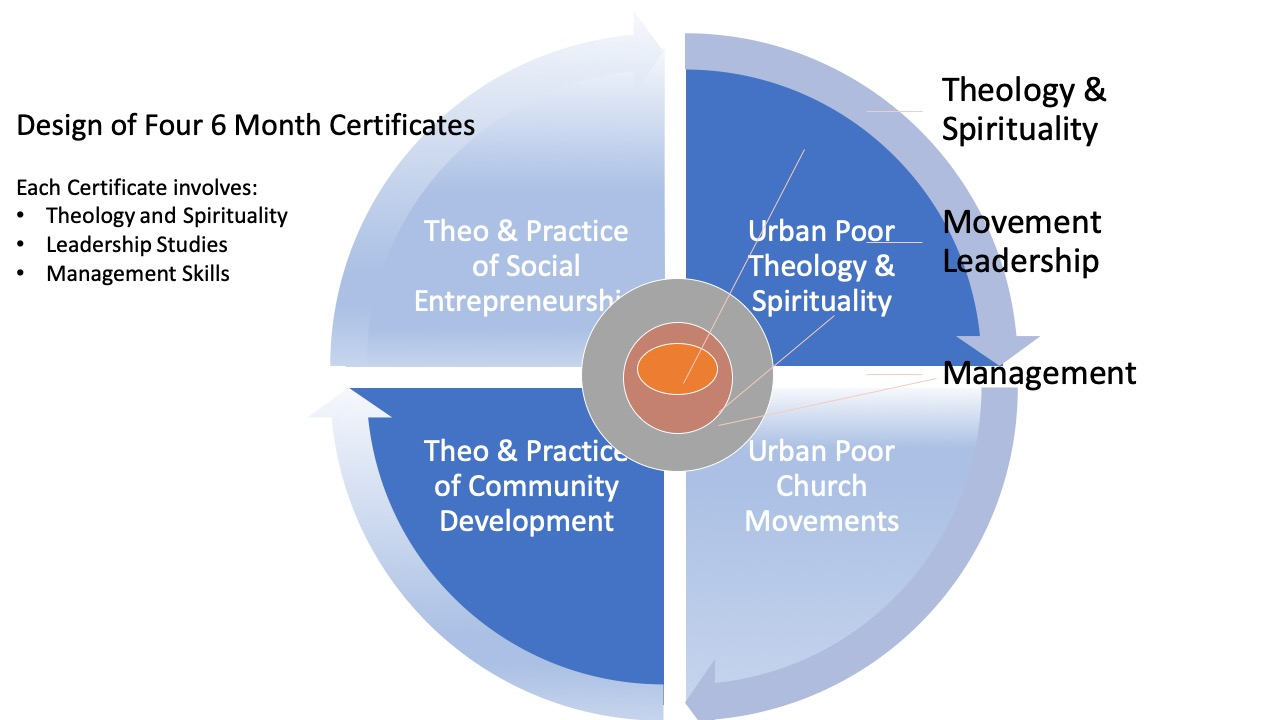 Design of Four 6 Month Certificates
Each Certificate involves:
• Theology and Spirituality
• Leadership Studies
• Management Skills
Theo & Practice
of Social
Entrepreneurshi
Urban Poor
Theology &
Spirituality
Theo & Practice
of Community
Development
Urban Poor
Church
Movements
Theology &
Spirituality
Movement
Leadership
Management